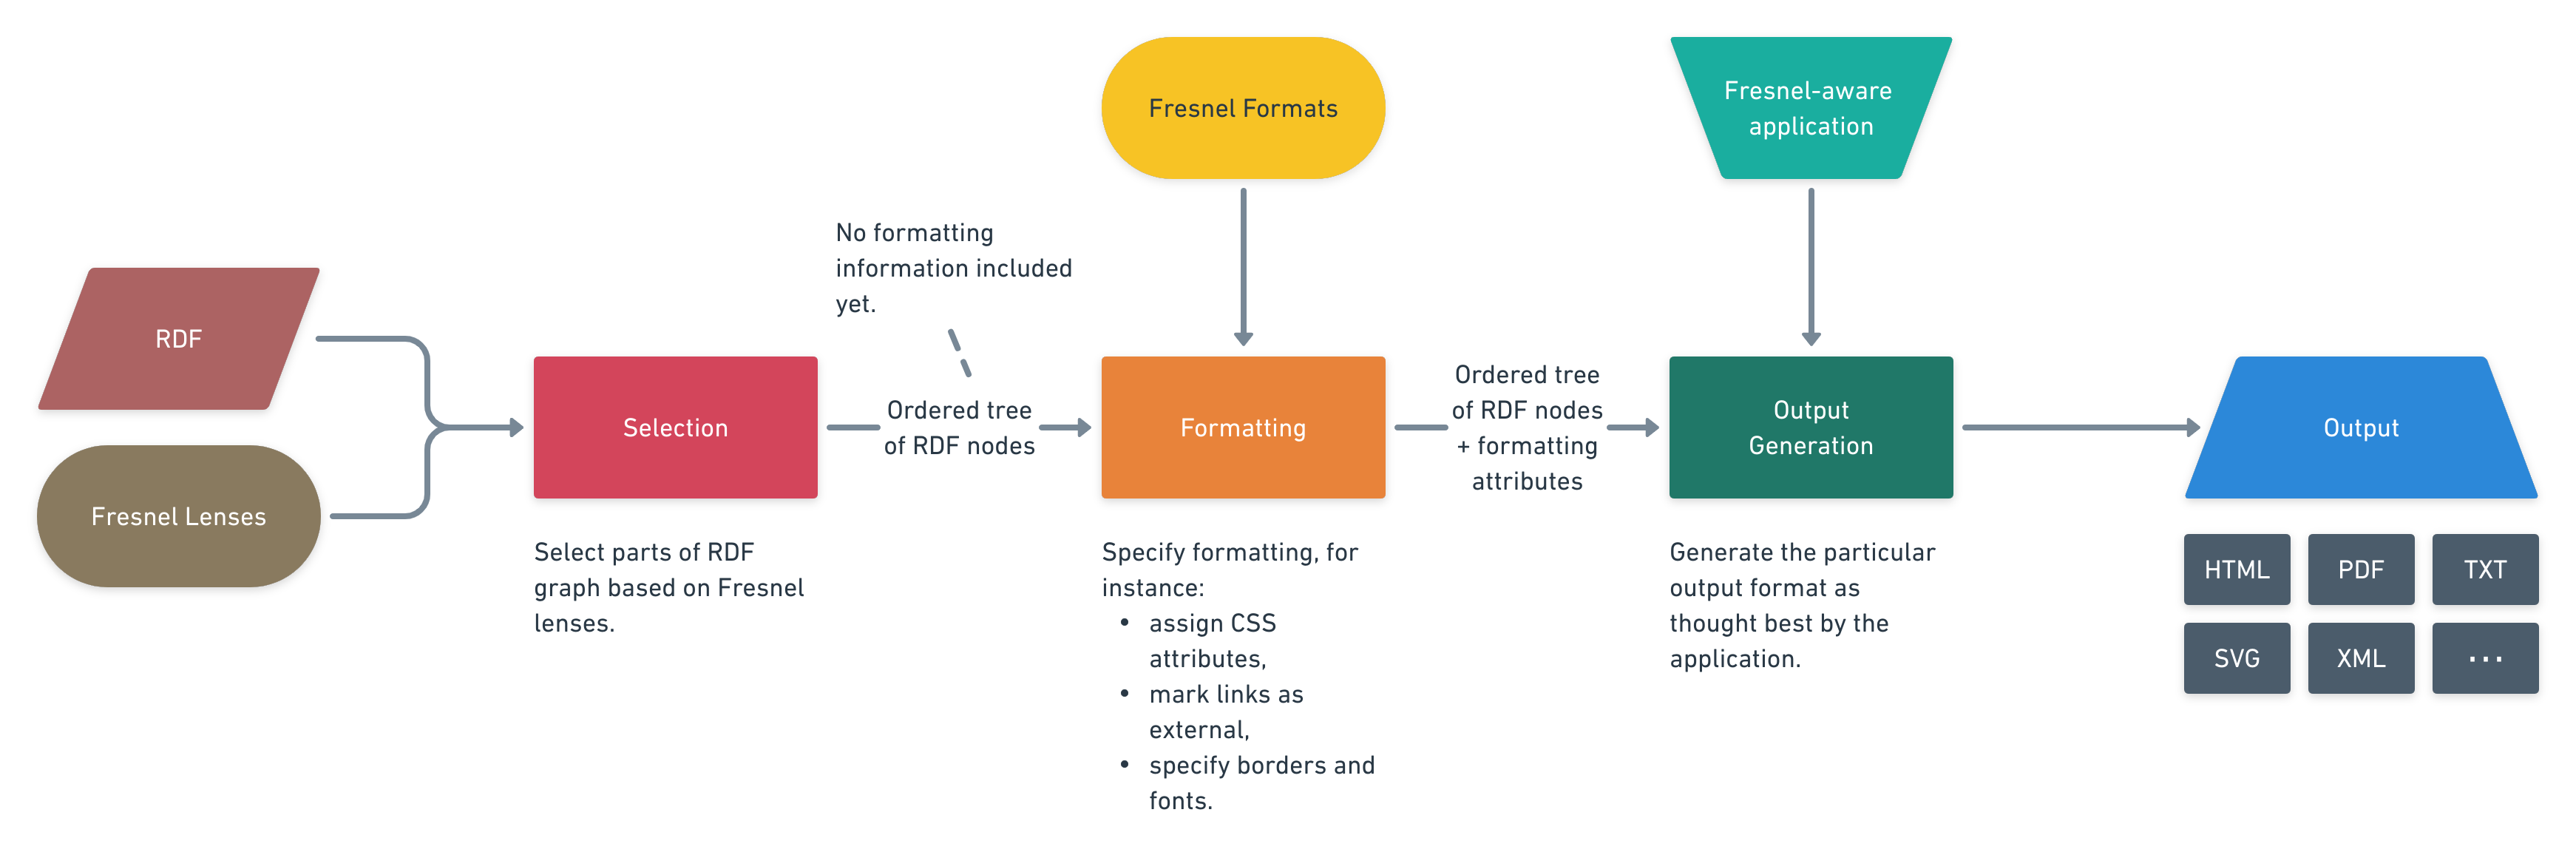 Fresnel Formats
Fresnel-aware
application
No formatting
information included
yet.
RDF
Fresnel Lenses
Selection
Select parts of RDF
graph based on Fresnel
lenses.
Ordered tree
of RDF nodes
Formatting
Specify formatting, for
instance:
• assign CSS
attributes,
• mark links as
external,
• specify borders and
fonts.
Ordered tree
of RDF nodes
+ formatting
attributes
Output
Generation
Generate the particular
output format as
thought best by the
application.
Output
HTML
PDF
TXT
SVG
XML
...